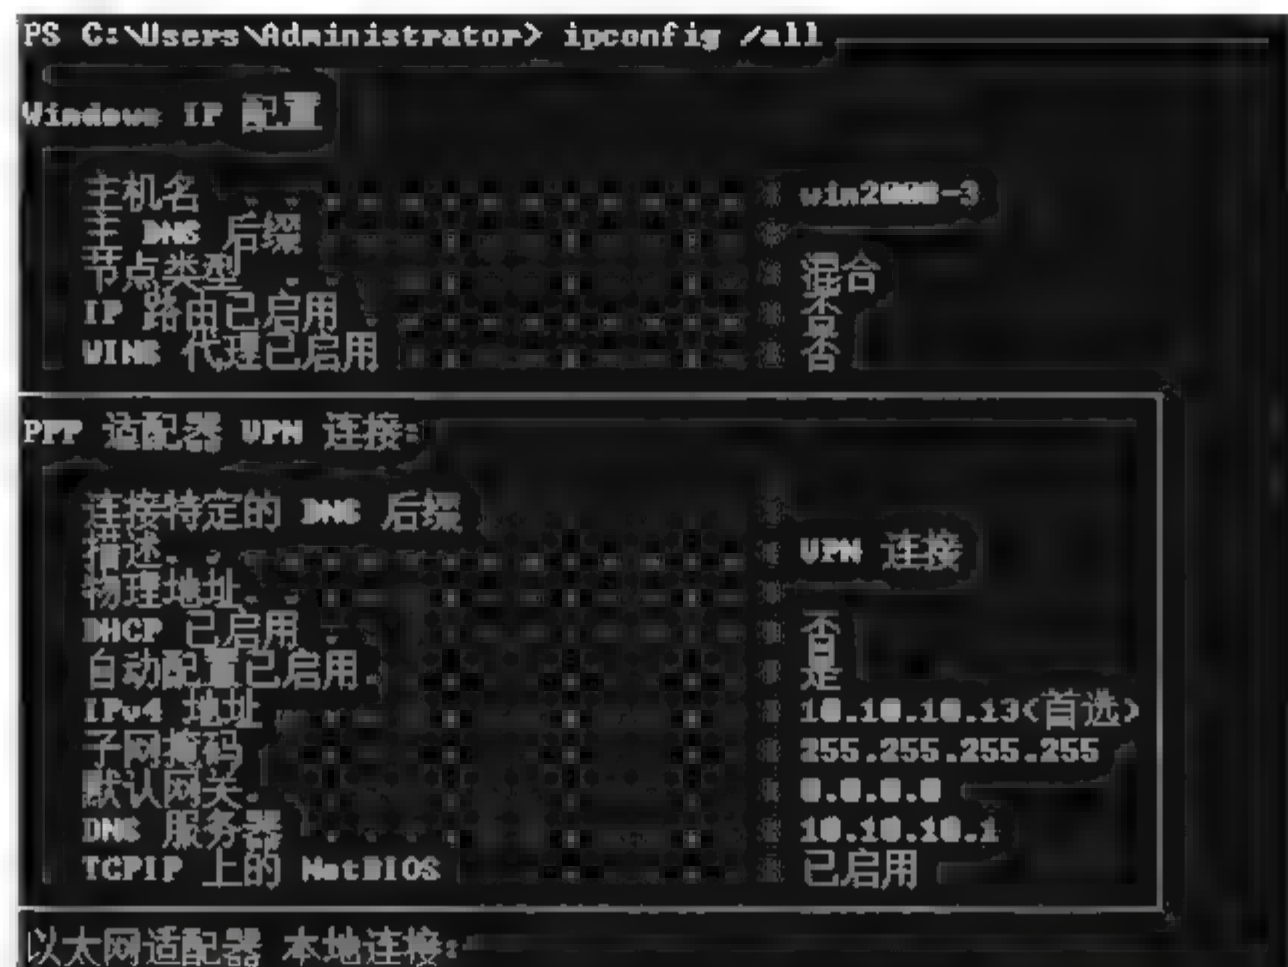 PS C:\Users\Administrator> ipconfig /all
Windows IP 配置
主机名 . . . . . . . . . . . . . : win2008-3
主 DNS 后缀 . . . . . . . . . . . :
节点类型 . . . . . . . . . . . . : 混合
IP 路由已启用 . . . . . . . . . . : 否
WINS 代理已启用 . . . . . . . . . : 否
PPP 适配器 VPN 连接:
连接特定的 DNS 后缀 . . . . . . . :
描述. . . . . . . . . . . . . . . : VPN 连接
物理地址. . . . . . . . . . . . . :
DHCP 已启用 . . . . . . . . . . . : 否
自动配置已启用. . . . . . . . . . : 是
IPv4 地址 . . . . . . . . . . . . : 10.10.10.13(首选)
子网掩码 . . . . . . . . . . . . : 255.255.255.255
默认网关. . . . . . . . . . . . . : 0.0.0.0
DNS 服务器 . . . . . . . . . . . : 10.10.10.1
TCPIP 上的 NetBIOS . . . . . . . : 已启用
以太网适配器 本地连接: